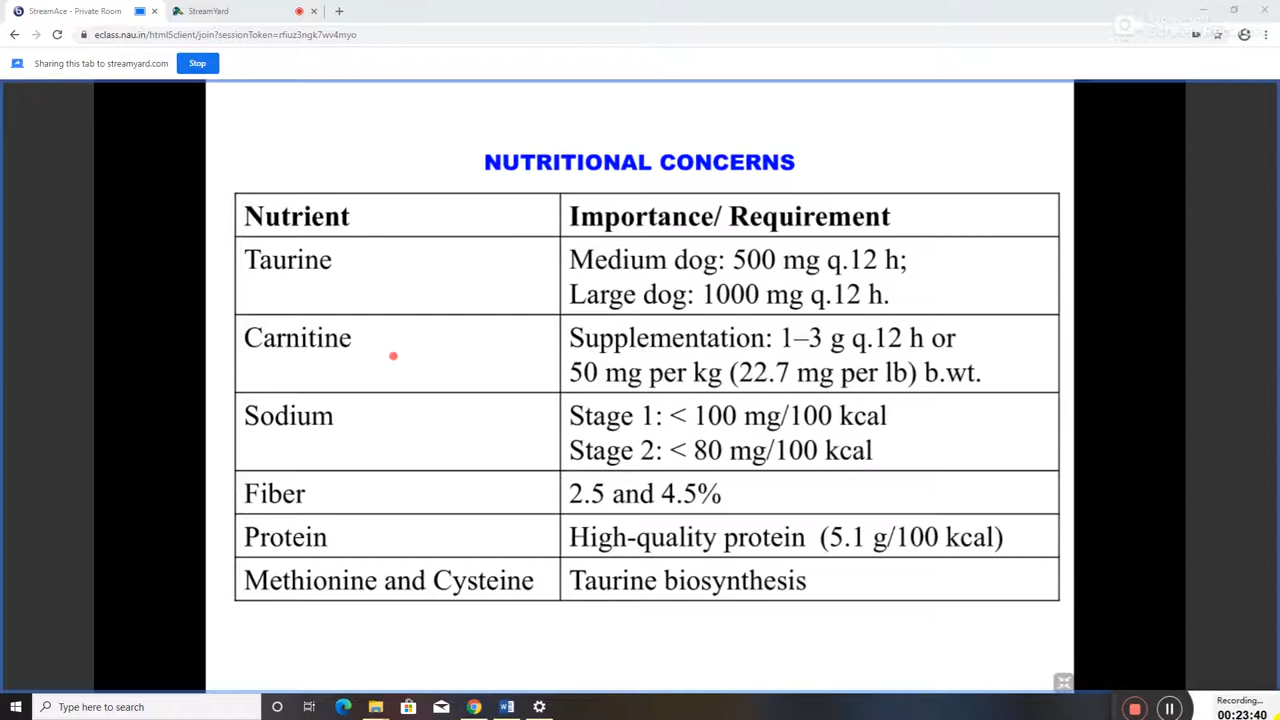 StreamAce - Private Room
StreamYard
eclass.nau.in/html5client/join?sessionToken=rfiuz3ngk7wv4myo
Sharing this tab to streamyard.com
Stop
NUTRITIONAL CONCERNS
Nutrient
Importance/ Requirement
Taurine
Medium dog: 500 mg q.12 h;
Large dog: 1000 mg q.12 h.
Carnitine
Supplementation: 1–3 g q.12 h or
50 mg per kg (22.7 mg per lb) b.wt.
Sodium
Stage 1: < 100 mg/100 kcal
Stage 2: < 80 mg/100 kcal
Fiber
2.5 and 4.5%
Protein
High-quality protein (5.1 g/100 kcal)
Methionine and Cysteine
Taurine biosynthesis
Type here to search
Recording...
00:23:40